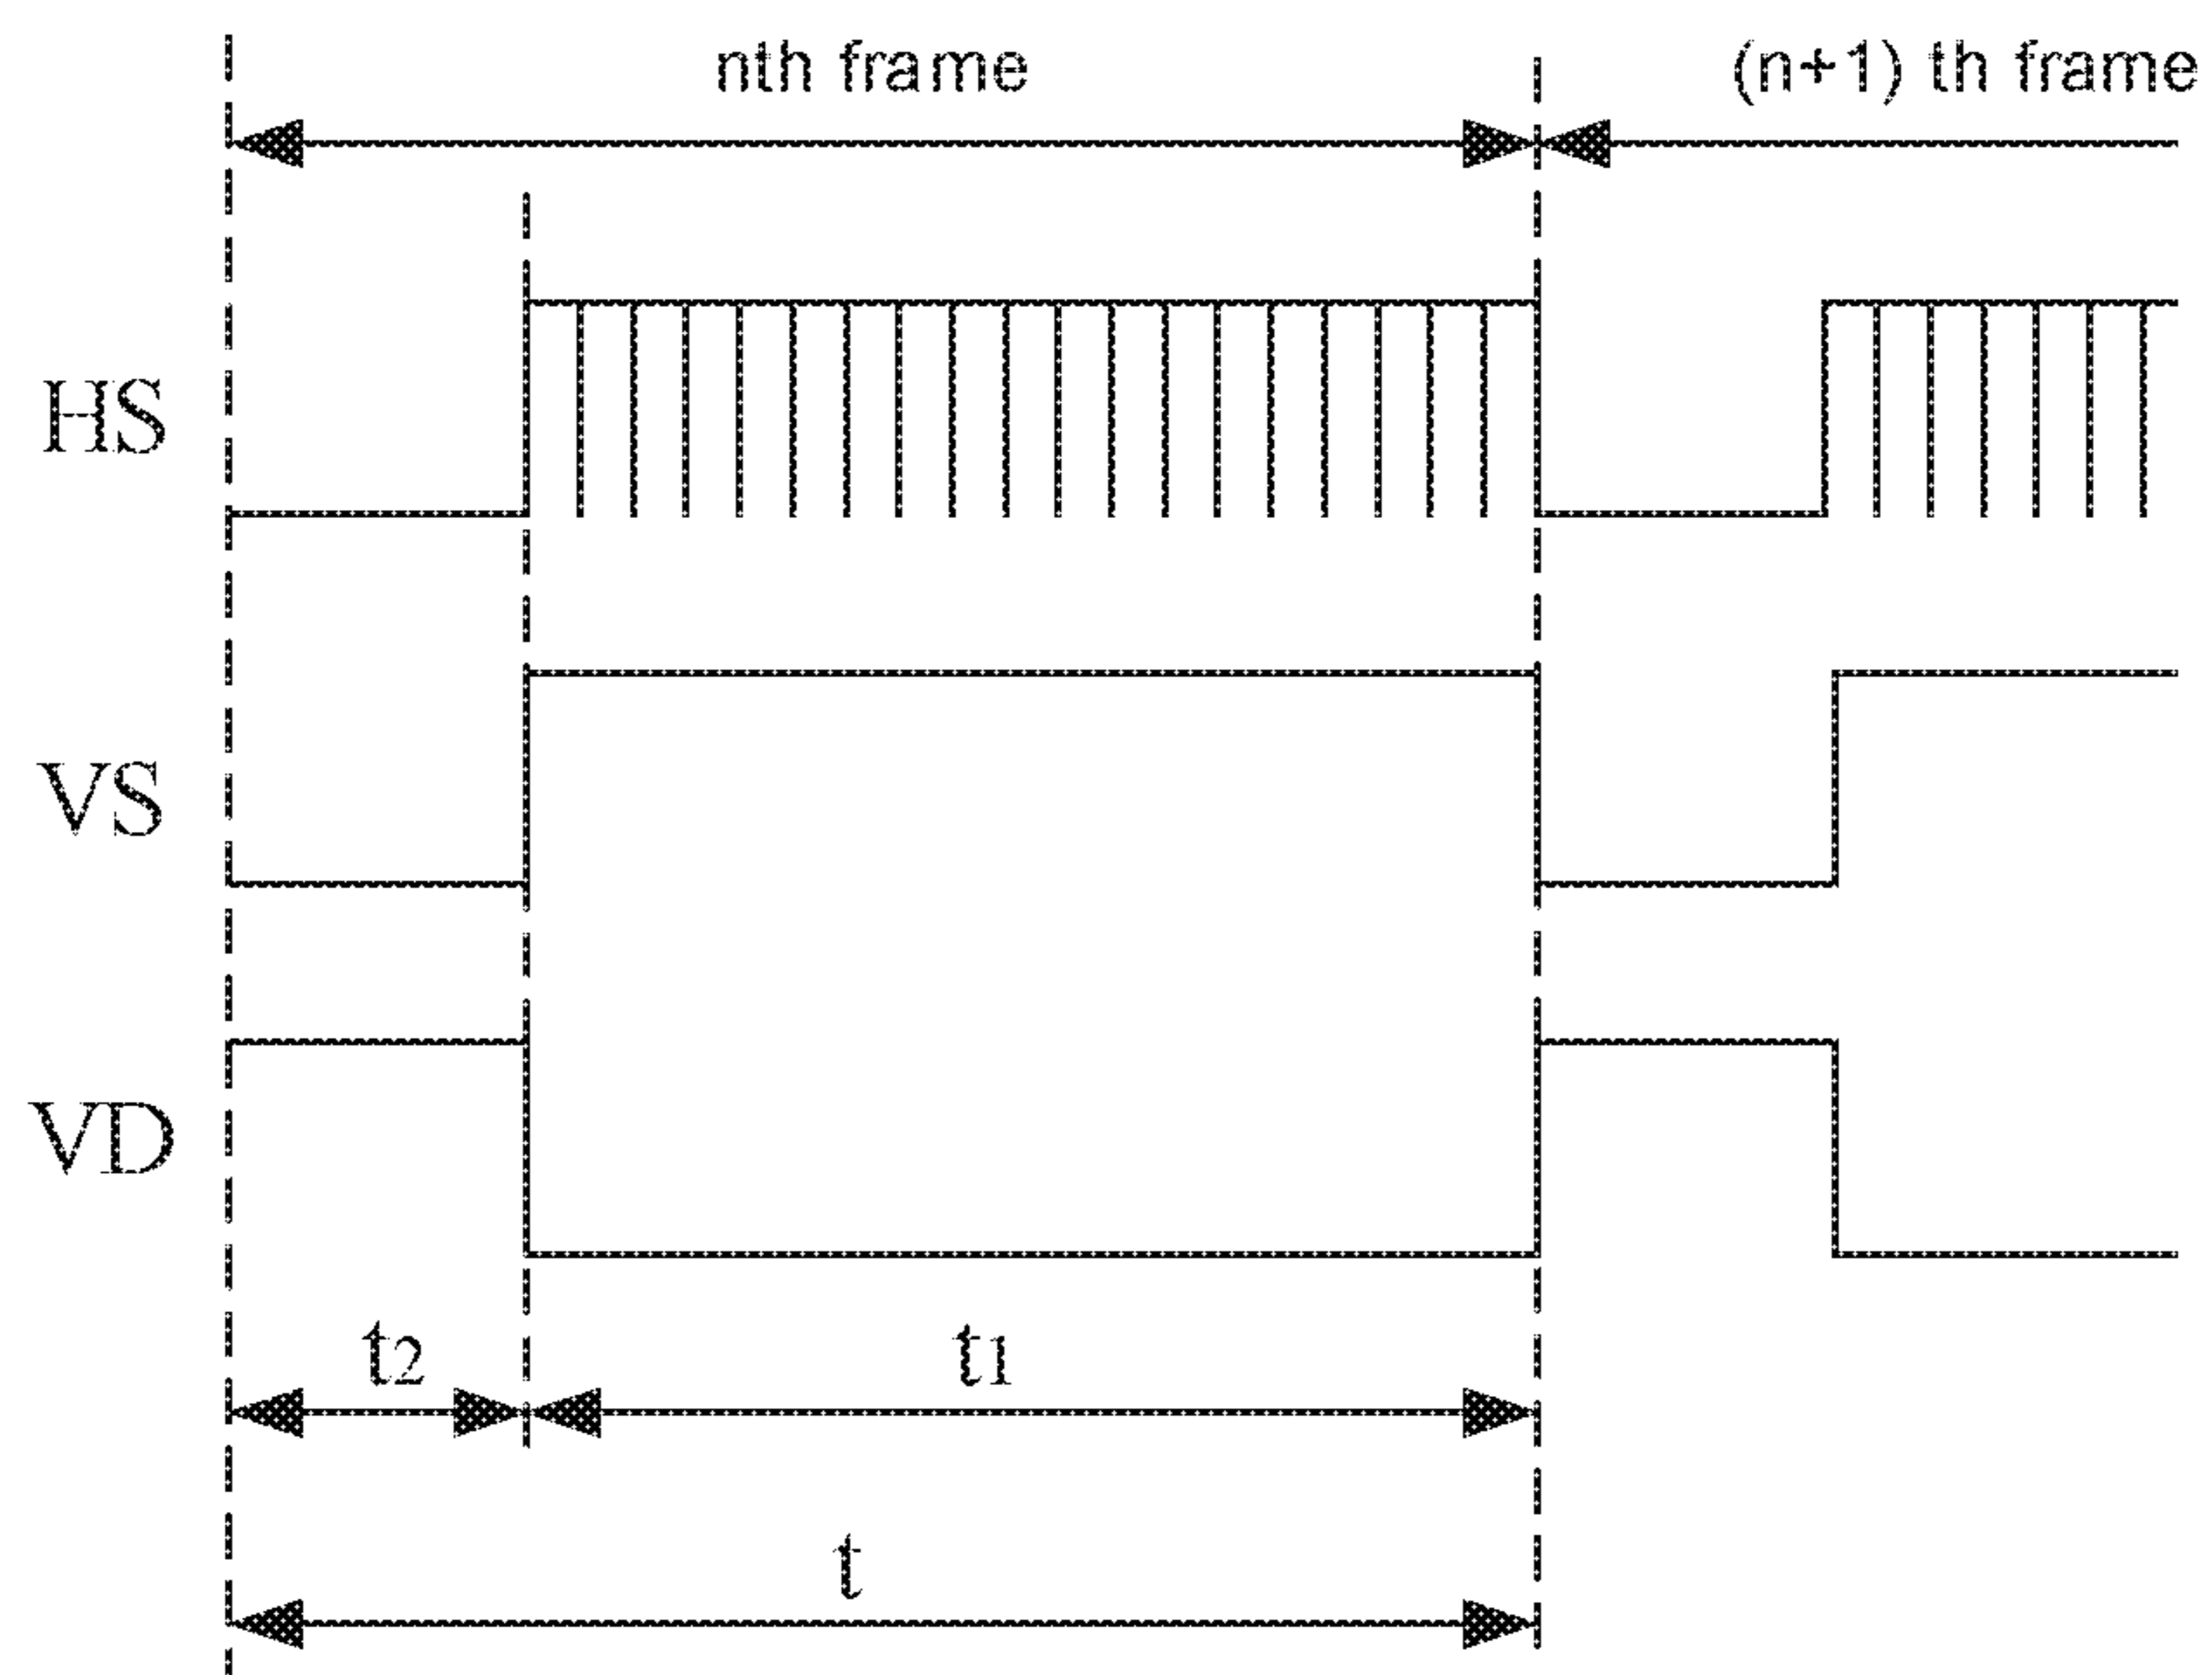 nth frame
(n+1) th frame
HS
VS
VD
t2
t1
t